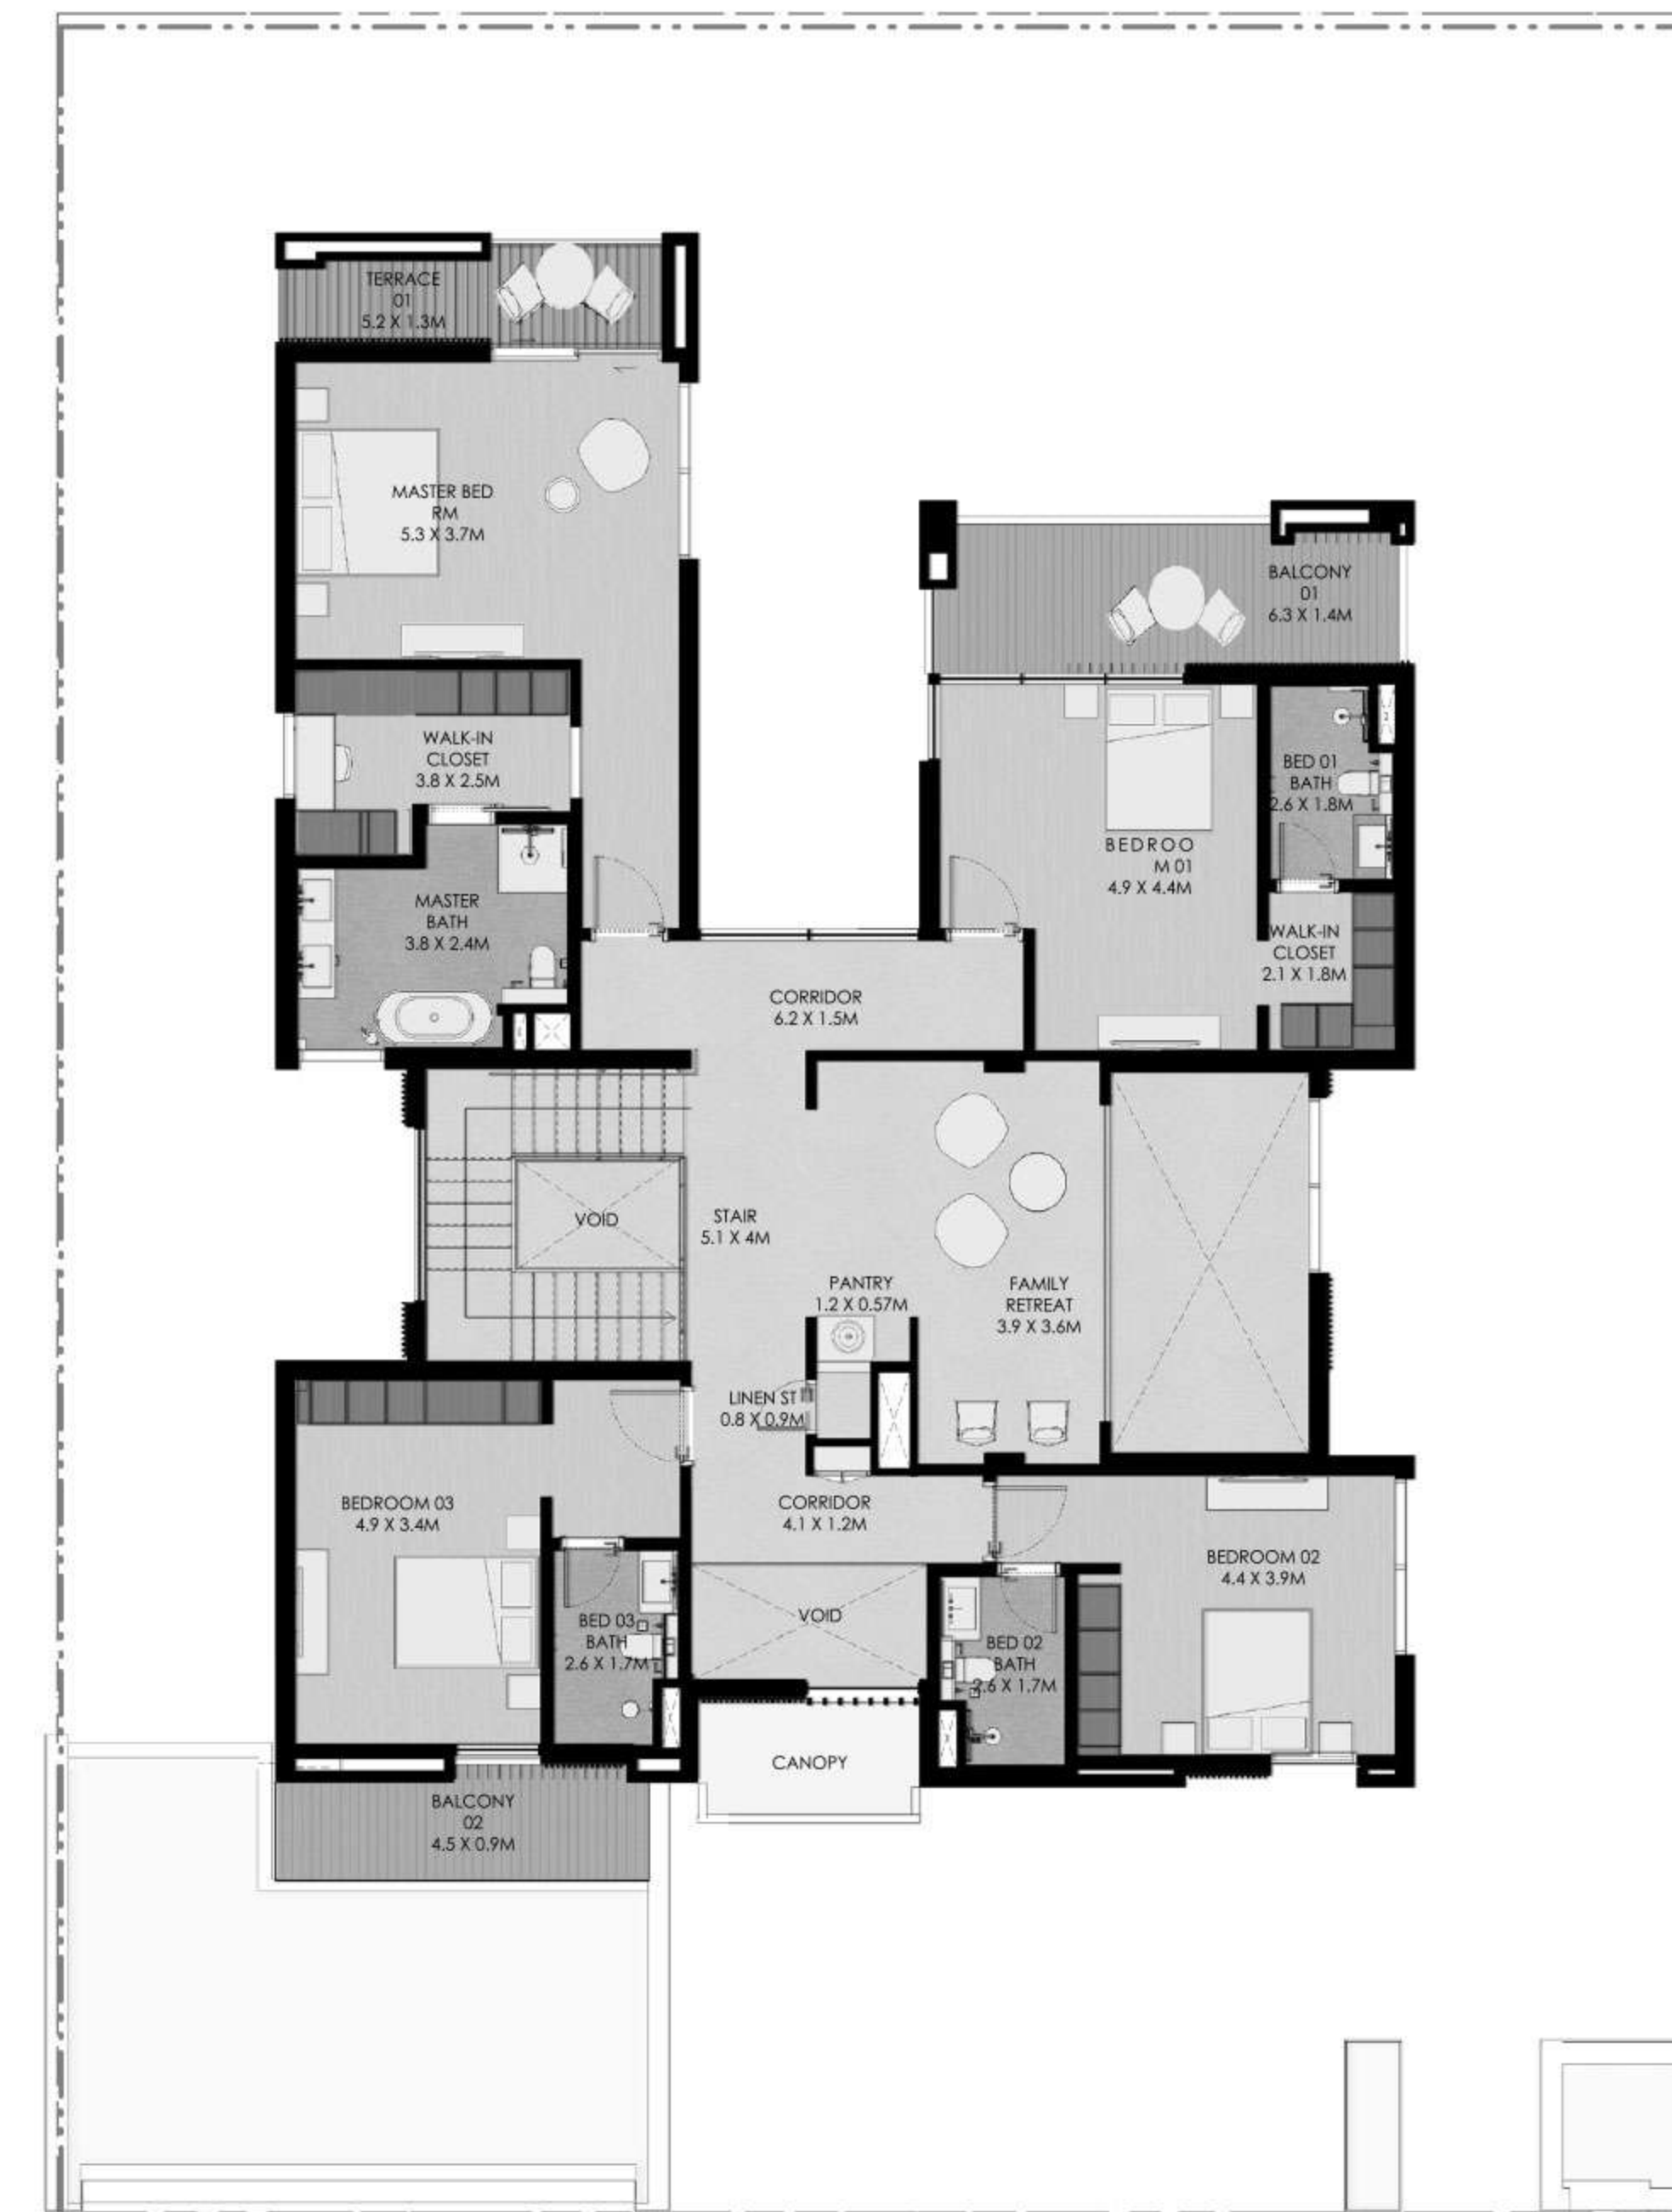 TERRACE
01
5.2 X 1.3M
MASTER BED
RM
5.3 X 3.7M
BALCONY
01
6.3 X 1.4M
WALK-IN
CLOSET
3.8 X 2.5M
BED 01
BATH
2.6 X 1.8M
BEDROO
M 01
4.9 X 4.4M
MASTER
BATH
3.8 X 2.4M
WALK-IN
CLOSET
2.1 X 1.8M
CORRIDOR
6.2 X 1.5M
VOID
STAIR
5.1 X 4M
PANTRY
1.2 X 0.57M
FAMILY
RETREAT
3.9 X 3.6M
LINEN ST
0.8 X 0.9M
BEDROOM 03
4.9 X 3.4M
CORRIDOR
4.1 X 1.2M
BEDROOM 02
4.4 X 3.9M
BED 03
BATH
2.6 X 1.7M
VOID
BED 02
BATH
2.6 X 1.7M
CANOPY
BALCONY
02
4.5 X 0.9M